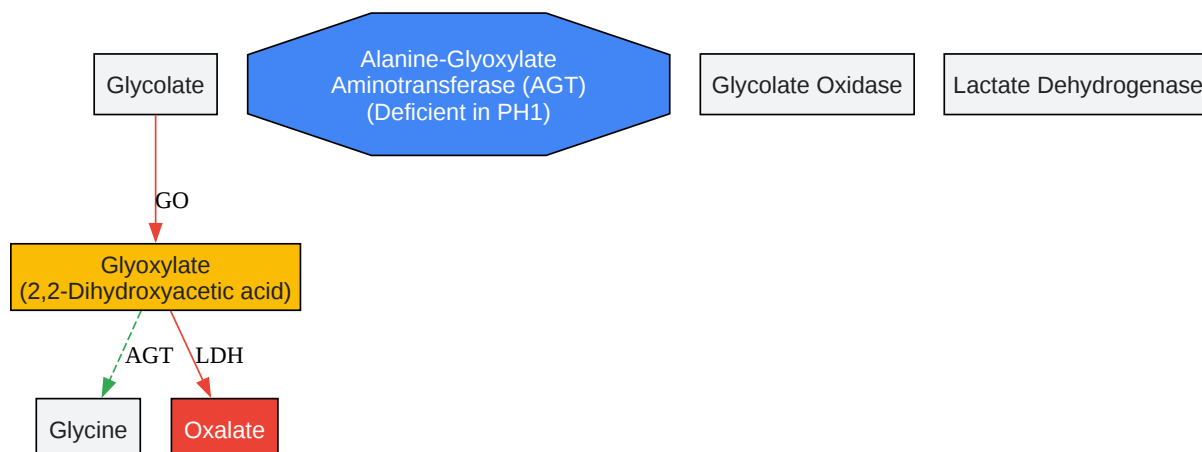 Glycolate
Alanine-Glyoxylate
Aminotransferase (AGT)
(Deficient in PH1)
Glycolate Oxidase
Lactate Dehydrogenase
GO
Glyoxylate
(2,2-Dihydroxyacetic acid)
AGT
LDH
Glycine
Oxalate